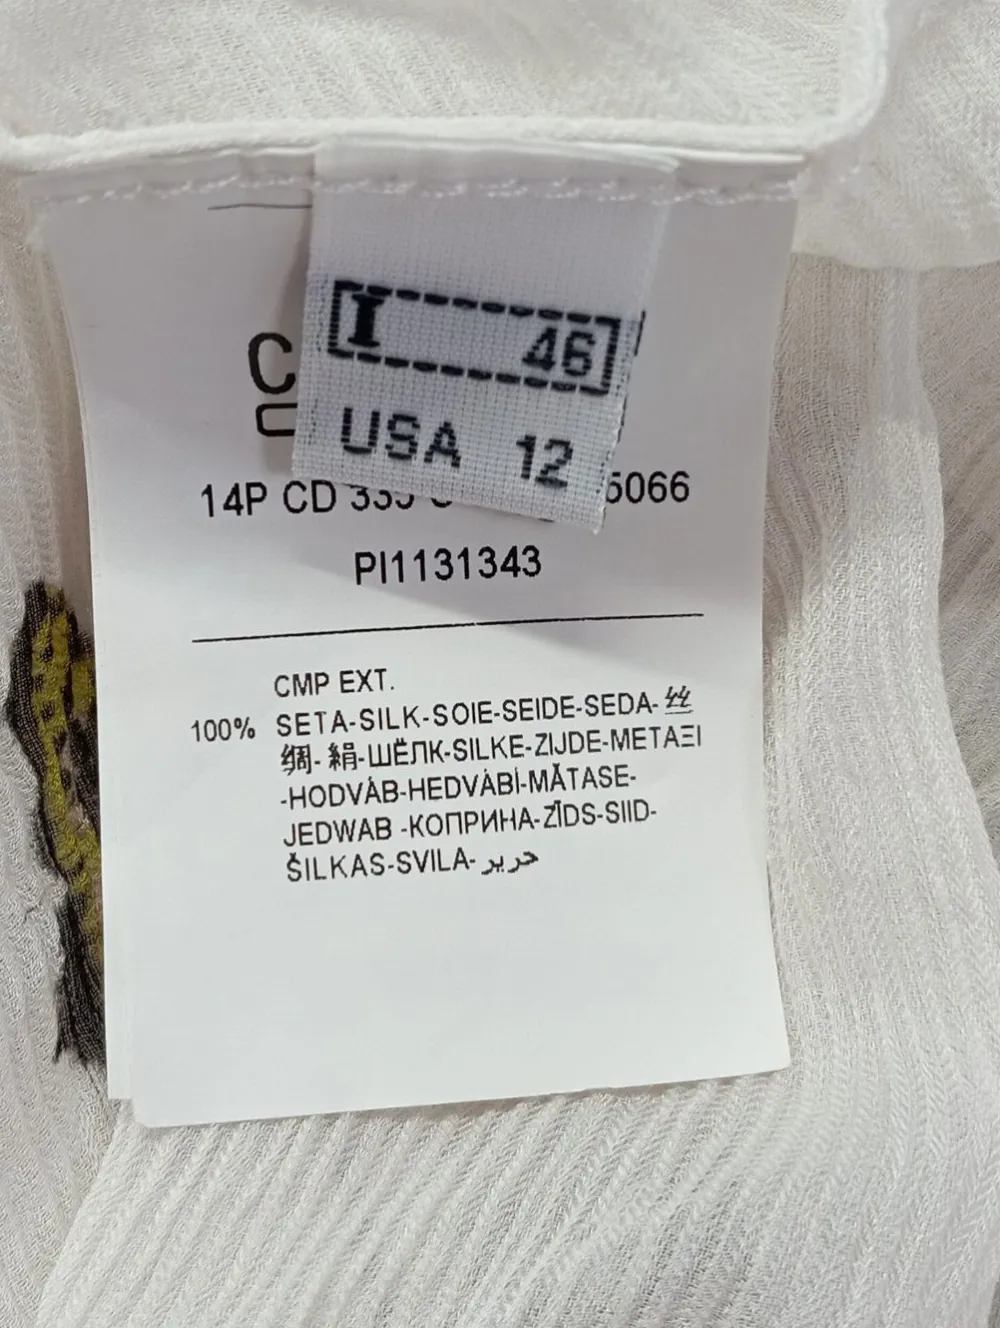 I 46
USA 12
14P CD 5066
PI1131343
CMP EXT.
100% SETA-SILK-SOIE-SEIDE-SEDA-丝
绸- 絹-ШЁЛК-SILKE-ZIJDE-ΜΕΤΑΞΙ
-HODVÁB-HEDVÁBÍ-MĂTASE-
JEDWAB -КОПРИНА-ZĪDS-SIID-
ŠILKAS-SVILA- حرير